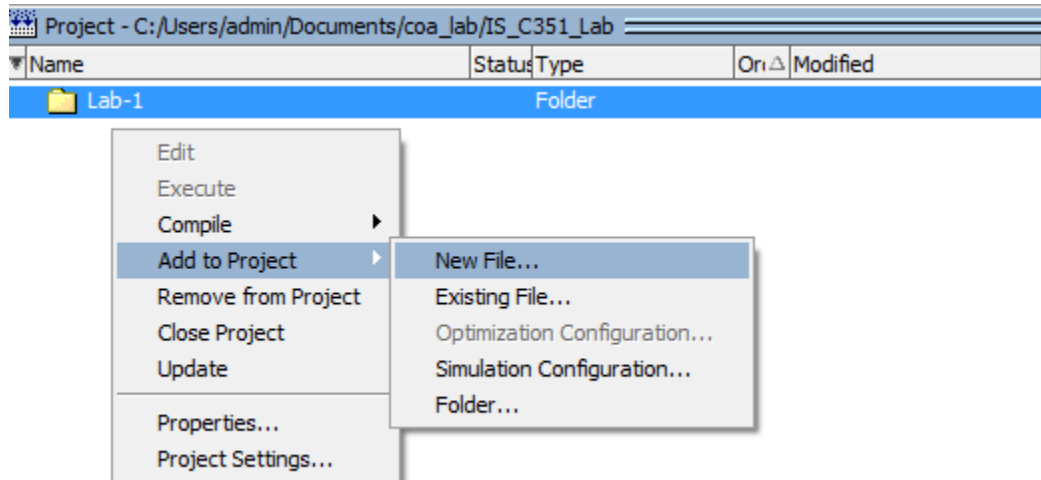 Project - C:/Users/admin/Documents/coa_lab/IS_C351_Lab
Name Status Type Or Modified
Lab-1 Folder
Edit
Execute
Compile
Add to Project
Remove from Project
Close Project
Update
Properties...
Project Settings...
New File...
Existing File...
Optimization Configuration...
Simulation Configuration...
Folder...